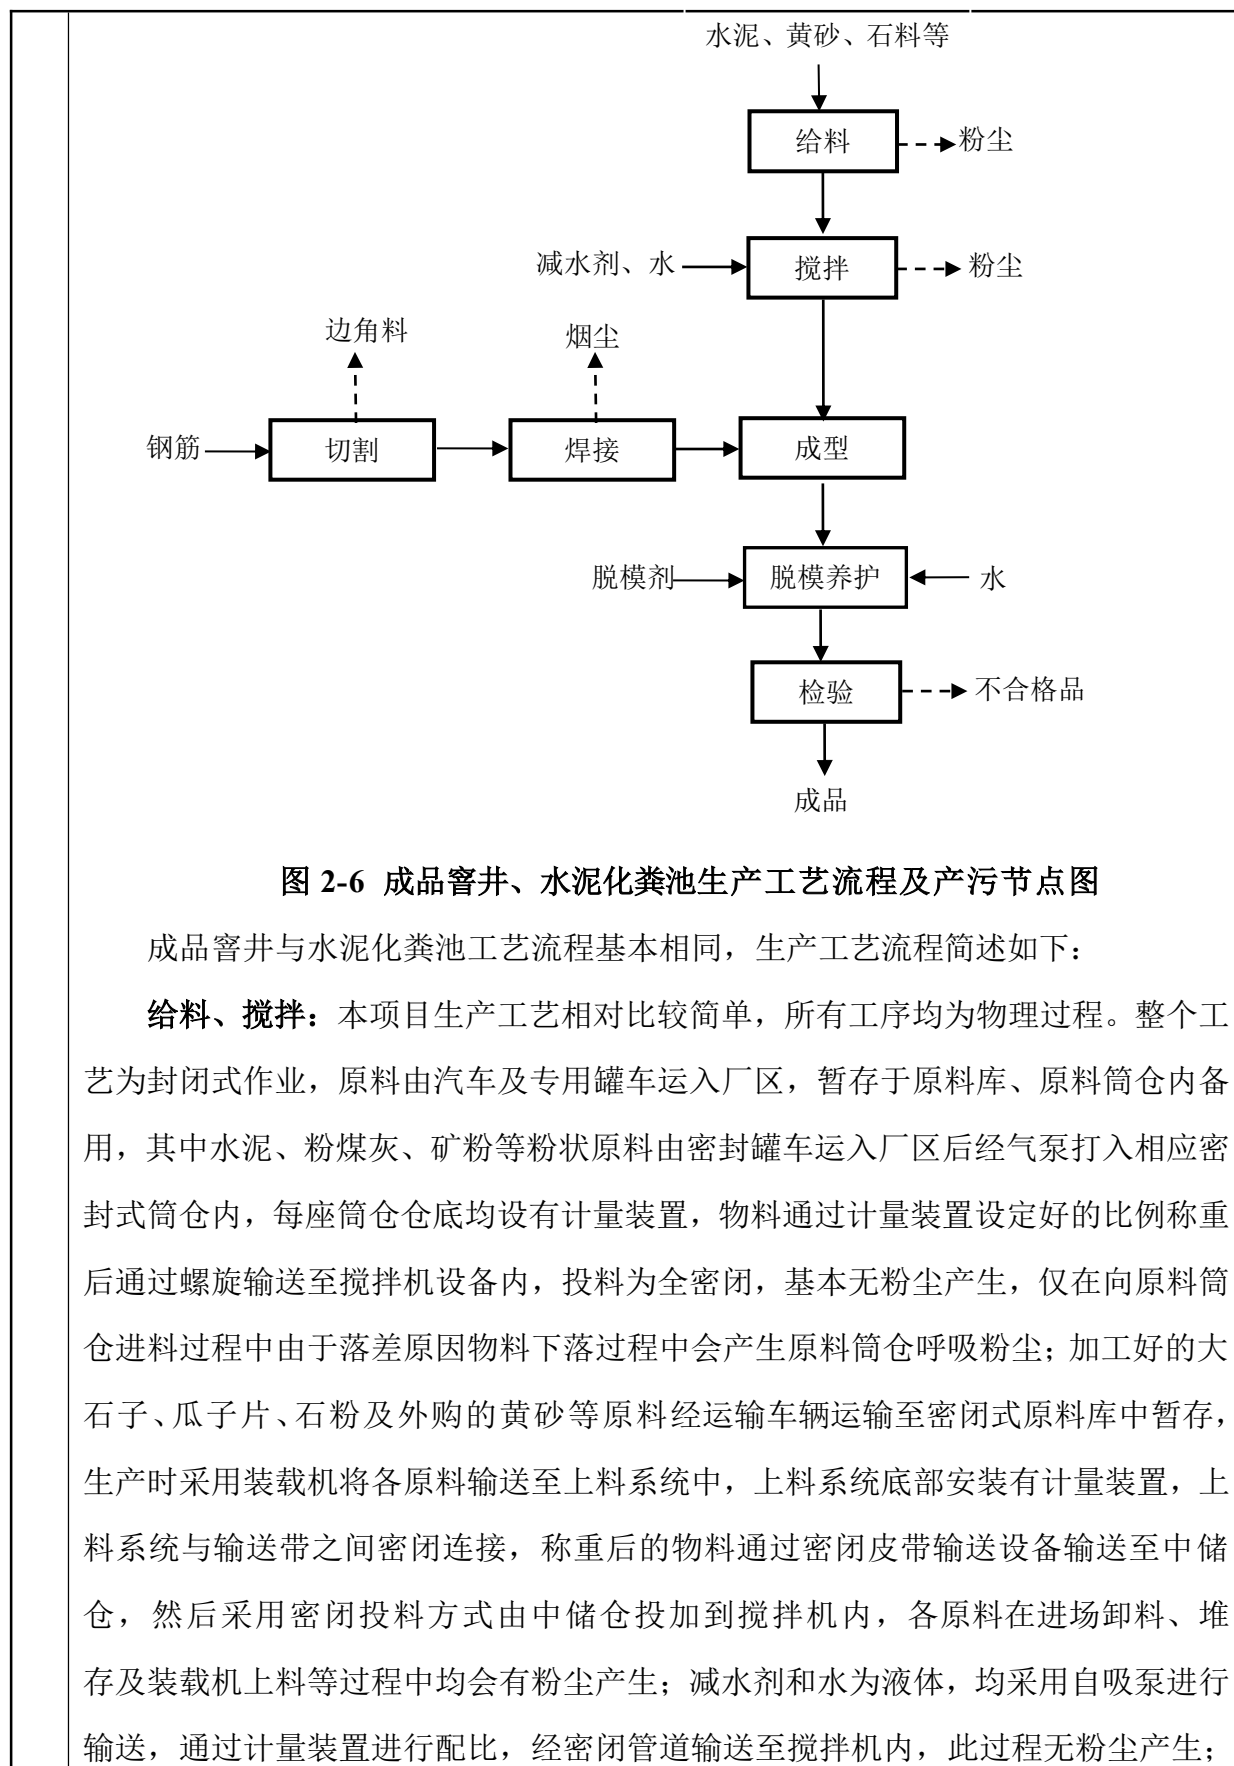 水泥、黄砂、石料等
给料
粉尘
减水剂、水
搅拌
粉尘
边角料
烟尘
钢筋
切割
焊接
成型
脱模剂
脱模养护
水
检验
不合格品
成品
图 2-6 成品窨井、水泥化粪池生产工艺流程及产污节点图
成品窨井与水泥化粪池工艺流程基本相同，生产工艺流程简述如下：
给料、搅拌：本项目生产工艺相对比较简单，所有工序均为物理过程。整个工
艺为封闭式作业，原料由汽车及专用罐车运入厂区，暂存于原料库、原料筒仓内备
用，其中水泥、粉煤灰、矿粉等粉状原料由密封罐车运入厂区后经气泵打入相应密
封式筒仓内，每座筒仓仓底均设有计量装置，物料通过计量装置设定好的比例称重
后通过螺旋输送至搅拌机设备内，投料为全密闭，基本无粉尘产生，仅在向原料筒
仓进料过程中由于落差原因物料下落过程中会产生原料筒仓呼吸粉尘；加工好的大
石子、瓜子片、石粉及外购的黄砂等原料经运输车辆运输至密闭式原料库中暂存，
生产时采用装载机将各原料输送至上料系统中，上料系统底部安装有计量装置，上
料系统与输送带之间密闭连接，称重后的物料通过密闭皮带输送设备输送至中储
仓，然后采用密闭投料方式由中储仓投加到搅拌机内，各原料在进场卸料、堆
存及装载机上料等过程中均会有粉尘产生；减水剂和水为液体，均采用自吸泵进行
输送，通过计量装置进行配比，经密闭管道输送至搅拌机内，此过程无粉尘产生；